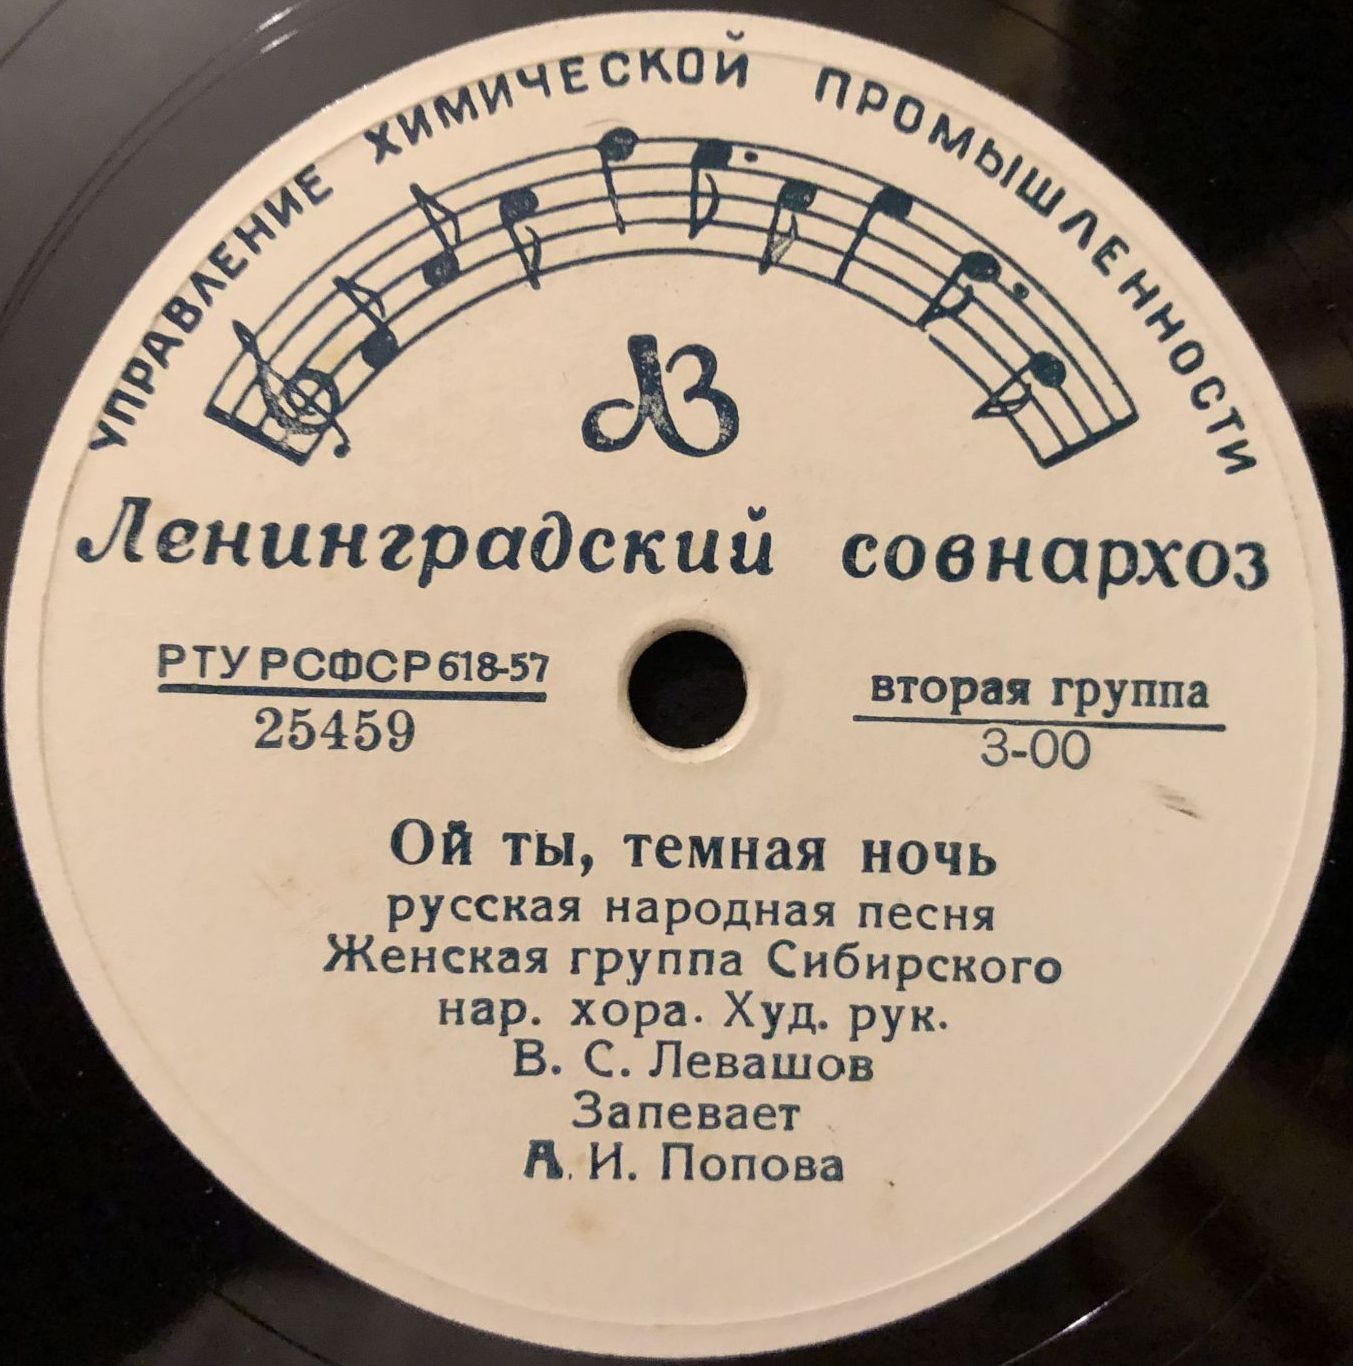 УПРАВЛЕНИЕ ХИМИЧЕСКОЙ ПРОМЫШЛЕННОСТИ
ЛЗ
Ленинградский совнархоз
РТУ РСФСР 618-57
25459
вторая группа
3-00
Ой ты, темная ночь
русская народная песня
Женская группа Сибирского
нар. хора. Худ. рук.
В. С. Левашов
Запевает
А. И. Попова